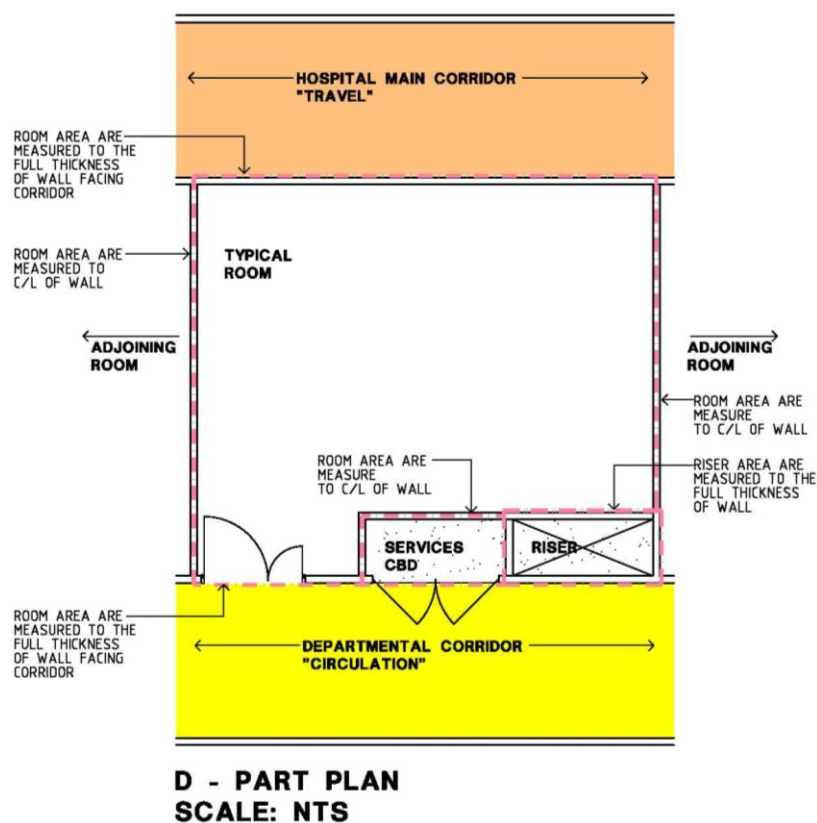 HOSPITAL MAIN CORRIDOR
"TRAVEL"
ROOM AREA ARE
MEASURED TO THE
FULL THICKNESS
OF WALL FACING
CORRIDOR
ROOM AREA ARE
MEASURED TO
C/L OF WALL
TYPICAL
ROOM
ADJOINING
ROOM
ADJOINING
ROOM
ROOM AREA ARE
MEASURE
TO C/L OF WALL
ROOM AREA ARE
MEASURE
TO C/L OF WALL
RISER AREA ARE
MEASURED TO THE
FULL THICKNESS
OF WALL
SERVICES
CBD
RISER
ROOM AREA ARE
MEASURED TO THE
FULL THICKNESS
OF WALL FACING
CORRIDOR
DEPARTMENTAL CORRIDOR
"CIRCULATION"
D - PART PLAN
SCALE: NTS